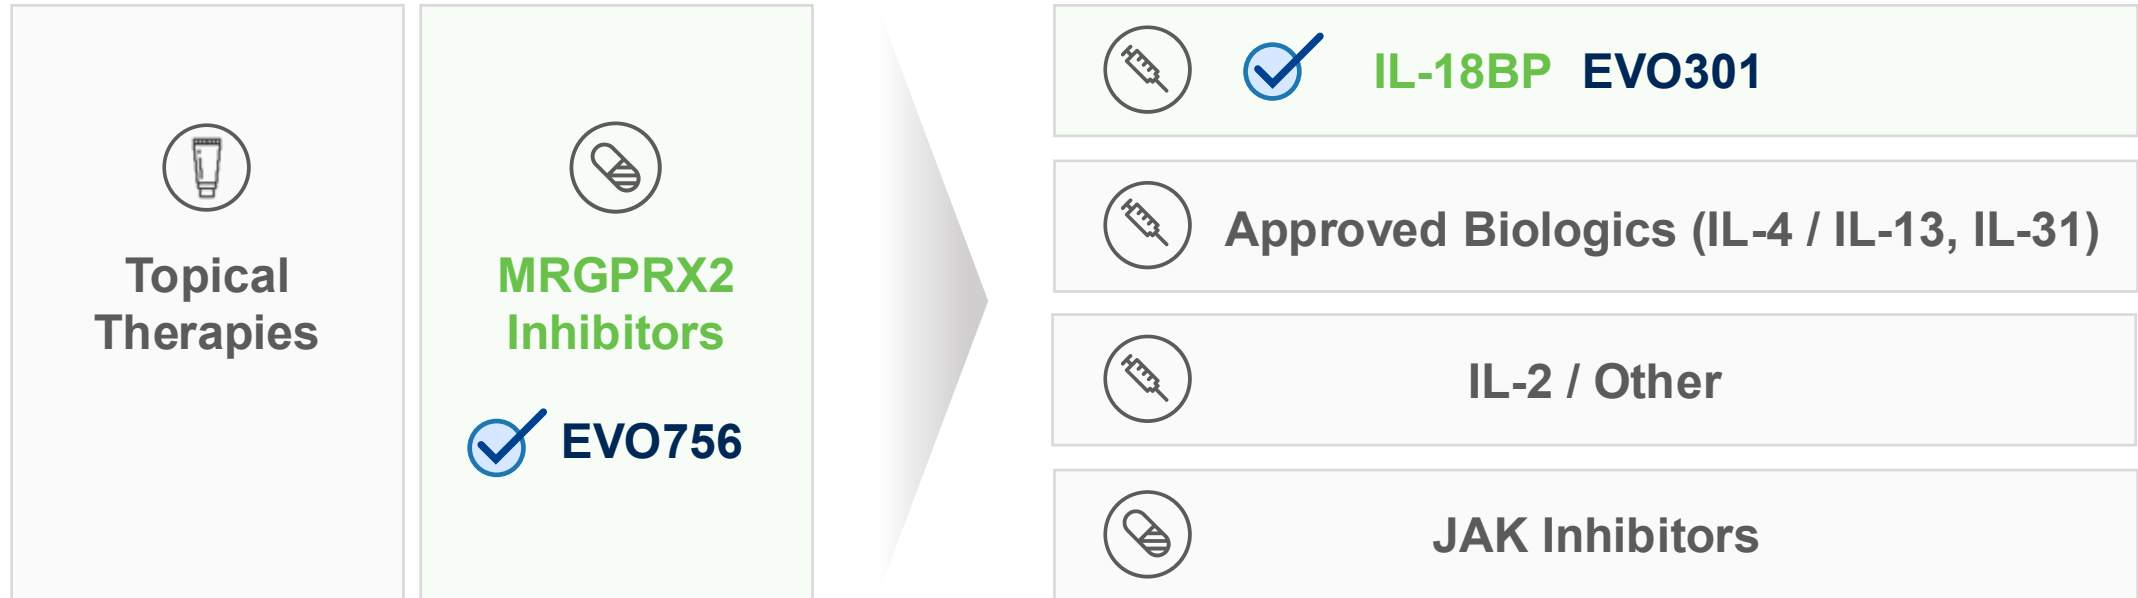 Topical
Therapies
MRGPRX2
Inhibitors
EVO756
IL-18BP EVO301
Approved Biologics (IL-4 / IL-13, IL-31)
IL-2 / Other
JAK Inhibitors